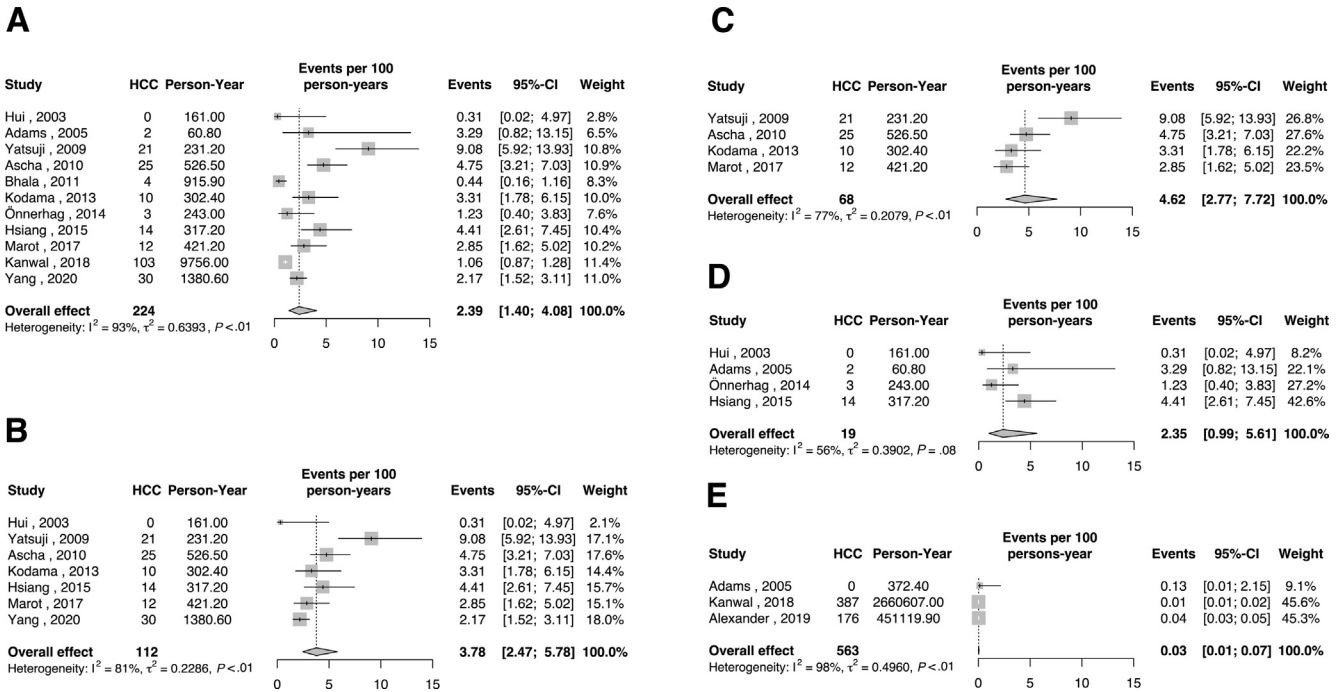 A
Events per 100
Study HCC Person-Year person-years Events 95%-CI Weight
Hui , 2003 0 161.00 0.31 [0.02; 4.97] 2.8%
Adams , 2005 2 60.80 3.29 [0.82; 13.15] 6.5%
Yatsuji , 2009 21 231.20 9.08 [5.92; 13.93] 10.8%
Ascha , 2010 25 526.50 4.75 [3.21; 7.03] 10.9%
Bhala , 2011 4 915.90 0.44 [0.16; 1.16] 8.3%
Kodama , 2013 10 302.40 3.31 [1.78; 6.15] 10.0%
Önnerhag , 2014 3 243.00 1.23 [0.40; 3.83] 7.6%
Hsiang , 2015 14 317.20 4.41 [2.61; 7.45] 10.4%
Marot , 2017 12 421.20 2.85 [1.62; 5.02] 10.2%
Kanwal , 2018 103 9756.00 1.06 [0.87; 1.28] 11.4%
Yang , 2020 30 1380.60 2.17 [1.52; 3.11] 11.0%
Overall effect 224 2.39 [1.40; 4.08] 100.0%
Heterogeneity: I² = 93%, τ² = 0.6393, P <.01
0 5 10 15
B
Events per 100
Study HCC Person-Year person-years Events 95%-CI Weight
Hui , 2003 0 161.00 0.31 [0.02; 4.97] 2.1%
Yatsuji , 2009 21 231.20 9.08 [5.92; 13.93] 17.1%
Ascha , 2010 25 526.50 4.75 [3.21; 7.03] 17.6%
Kodama , 2013 10 302.40 3.31 [1.78; 6.15] 14.4%
Hsiang , 2015 14 317.20 4.41 [2.61; 7.45] 15.7%
Marot , 2017 12 421.20 2.85 [1.62; 5.02] 15.1%
Yang , 2020 30 1380.60 2.17 [1.52; 3.11] 18.0%
Overall effect 112 3.78 [2.47; 5.78] 100.0%
Heterogeneity: I² = 81%, τ² = 0.2286, P <.01
0 5 10 15
C
Events per 100
Study HCC Person-Year person-years Events 95%-CI Weight
Yatsuji , 2009 21 231.20 9.08 [5.92; 13.93] 26.8%
Ascha , 2010 25 526.50 4.75 [3.21; 7.03] 27.6%
Kodama , 2013 10 302.40 3.31 [1.78; 6.15] 22.2%
Marot , 2017 12 421.20 2.85 [1.62; 5.02] 23.5%
Overall effect 68 4.62 [2.77; 7.72] 100.0%
Heterogeneity: I² = 77%, τ² = 0.2079, P <.01
0 5 10 15
D
Events per 100
Study HCC Person-Year person-years Events 95%-CI Weight
Hui , 2003 0 161.00 0.31 [0.02; 4.97] 8.2%
Adams , 2005 2 60.80 3.29 [0.82; 13.15] 22.1%
Önnerhag , 2014 3 243.00 1.23 [0.40; 3.83] 27.2%
Hsiang , 2015 14 317.20 4.41 [2.61; 7.45] 42.6%
Overall effect 19 2.35 [0.99; 5.61] 100.0%
Heterogeneity: I² = 56%, τ² = 0.3902, P = .08
0 5 10 15
E
Events per 100
Study HCC Person-Year persons-year Events 95%-CI Weight
Adams , 2005 0 372.40 0.13 [0.01; 2.15] 9.1%
Kanwal , 2018 387 2660607.00 0.01 [0.01; 0.02] 45.6%
Alexander , 2019 176 451119.90 0.04 [0.03; 0.05] 45.3%
Overall effect 563 0.03 [0.01; 0.07] 100.0%
Heterogeneity: I² = 98%, τ² = 0.4960, P <.01
0 5 10 15